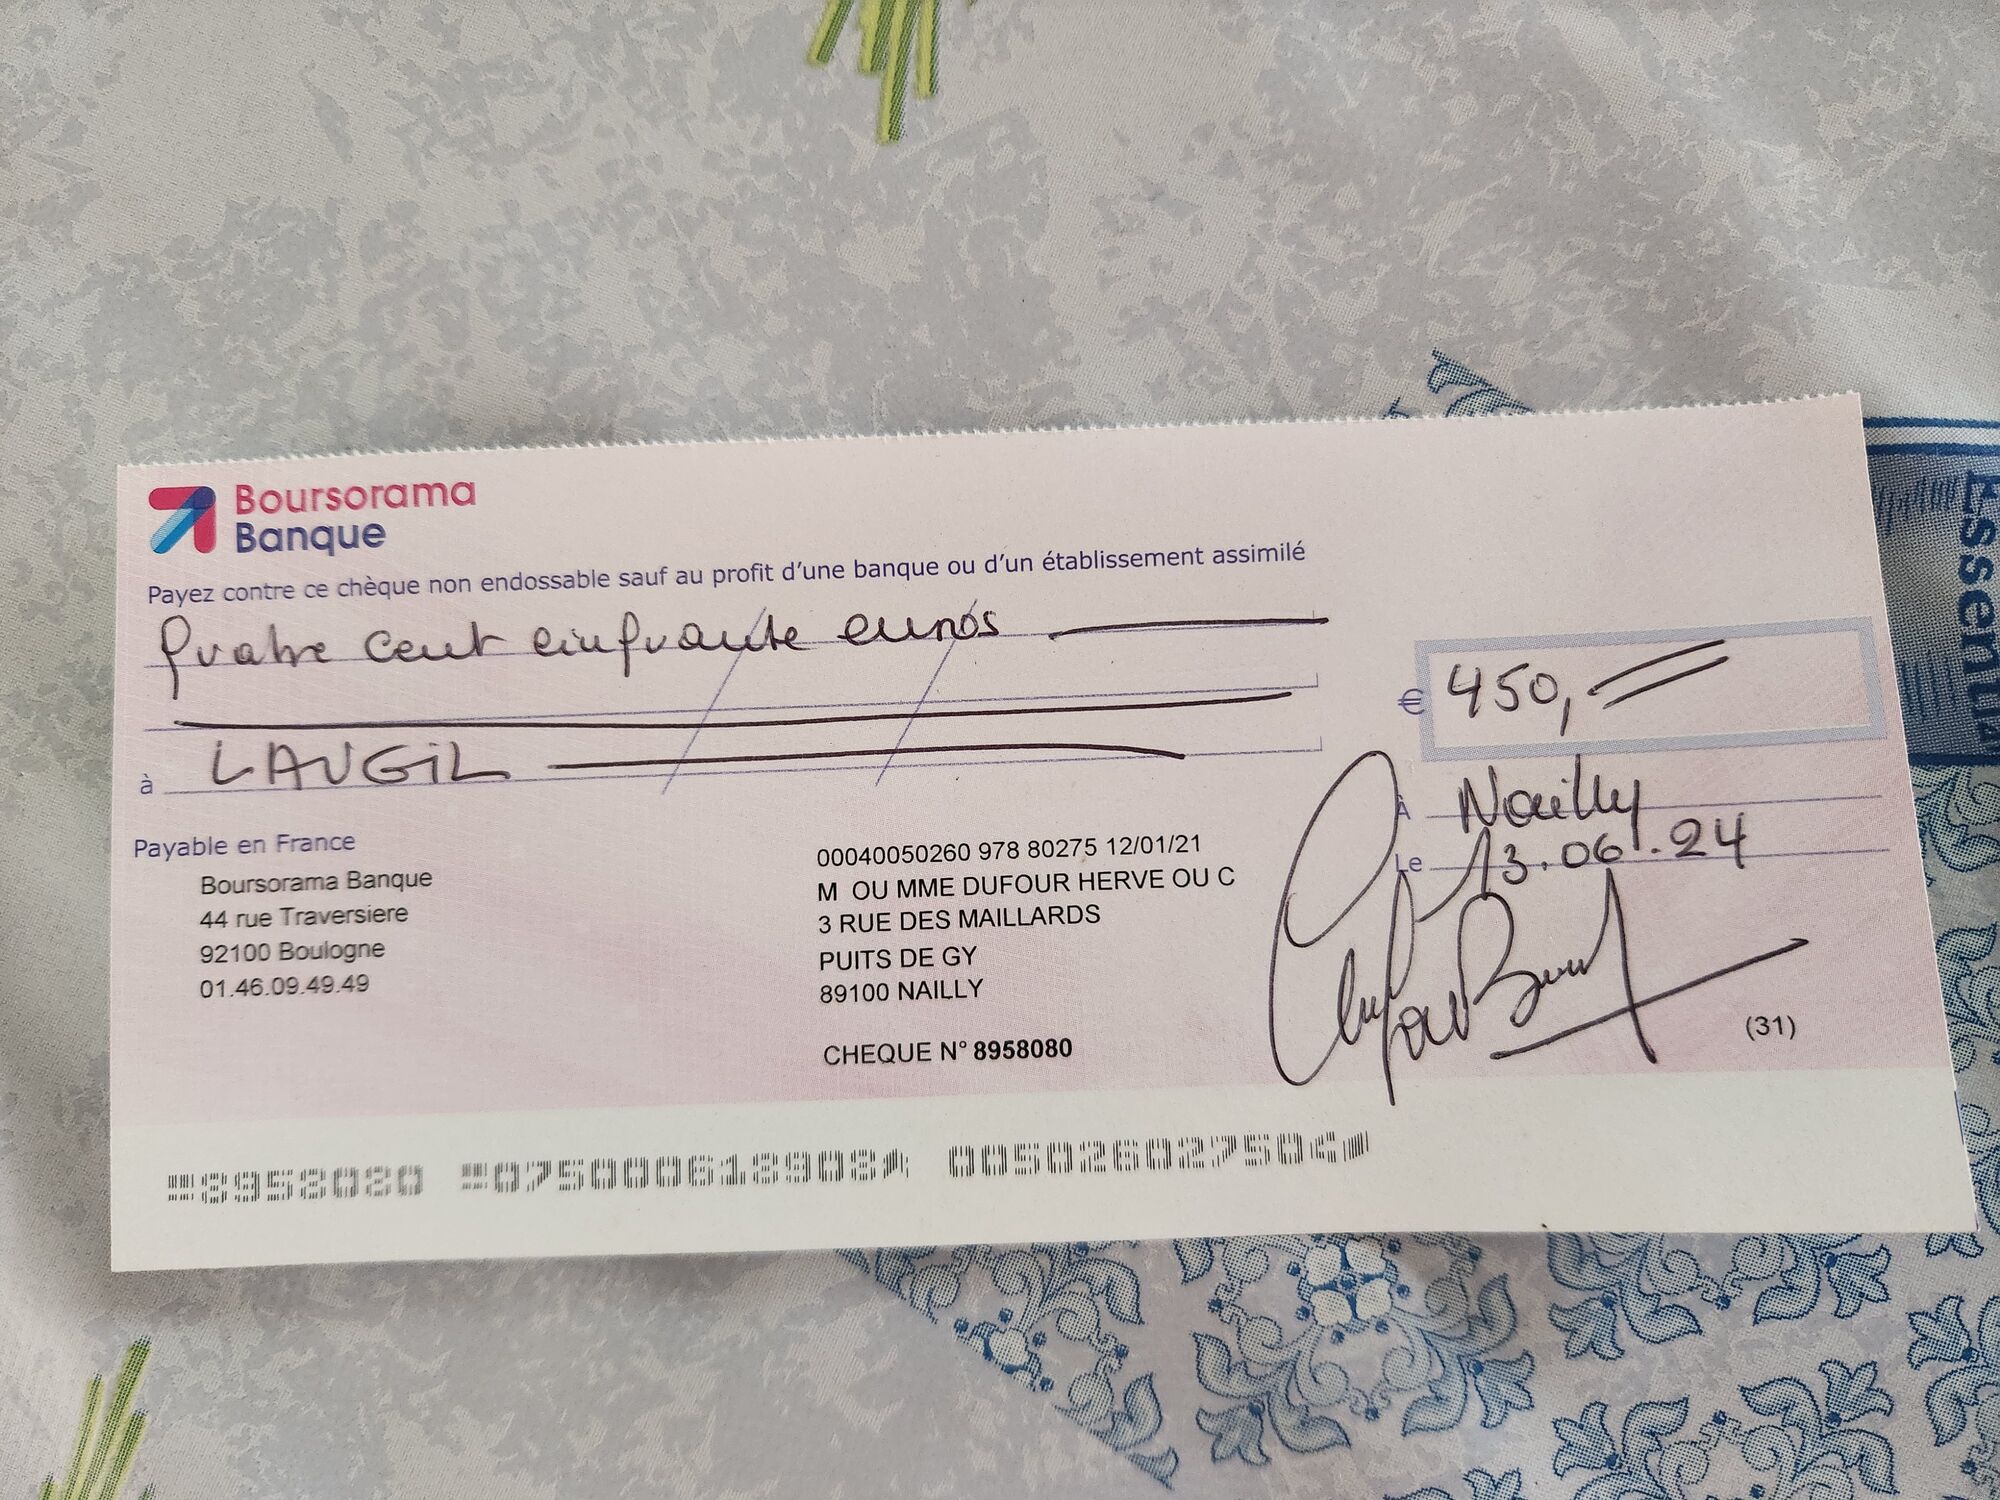 Boursorama
Banque
Payez contre ce chèque non endossable sauf au profit d'une banque ou d'un établissement assimilé
Quatre cent cinquante euros
€ 450,
à LAUGIL
À Nailly
Le 13.06.24
Payable en France
Boursorama Banque
44 rue Traversiere
92100 Boulogne
01.46.09.49.49
00040050260 978 80275 12/01/21
M OU MME DUFOUR HERVE OU C
3 RUE DES MAILLARDS
PUITS DE GY
89100 NAILLY
CHEQUE N° 8958080
(31)
8958080 075000618908 005026027504
Essentu